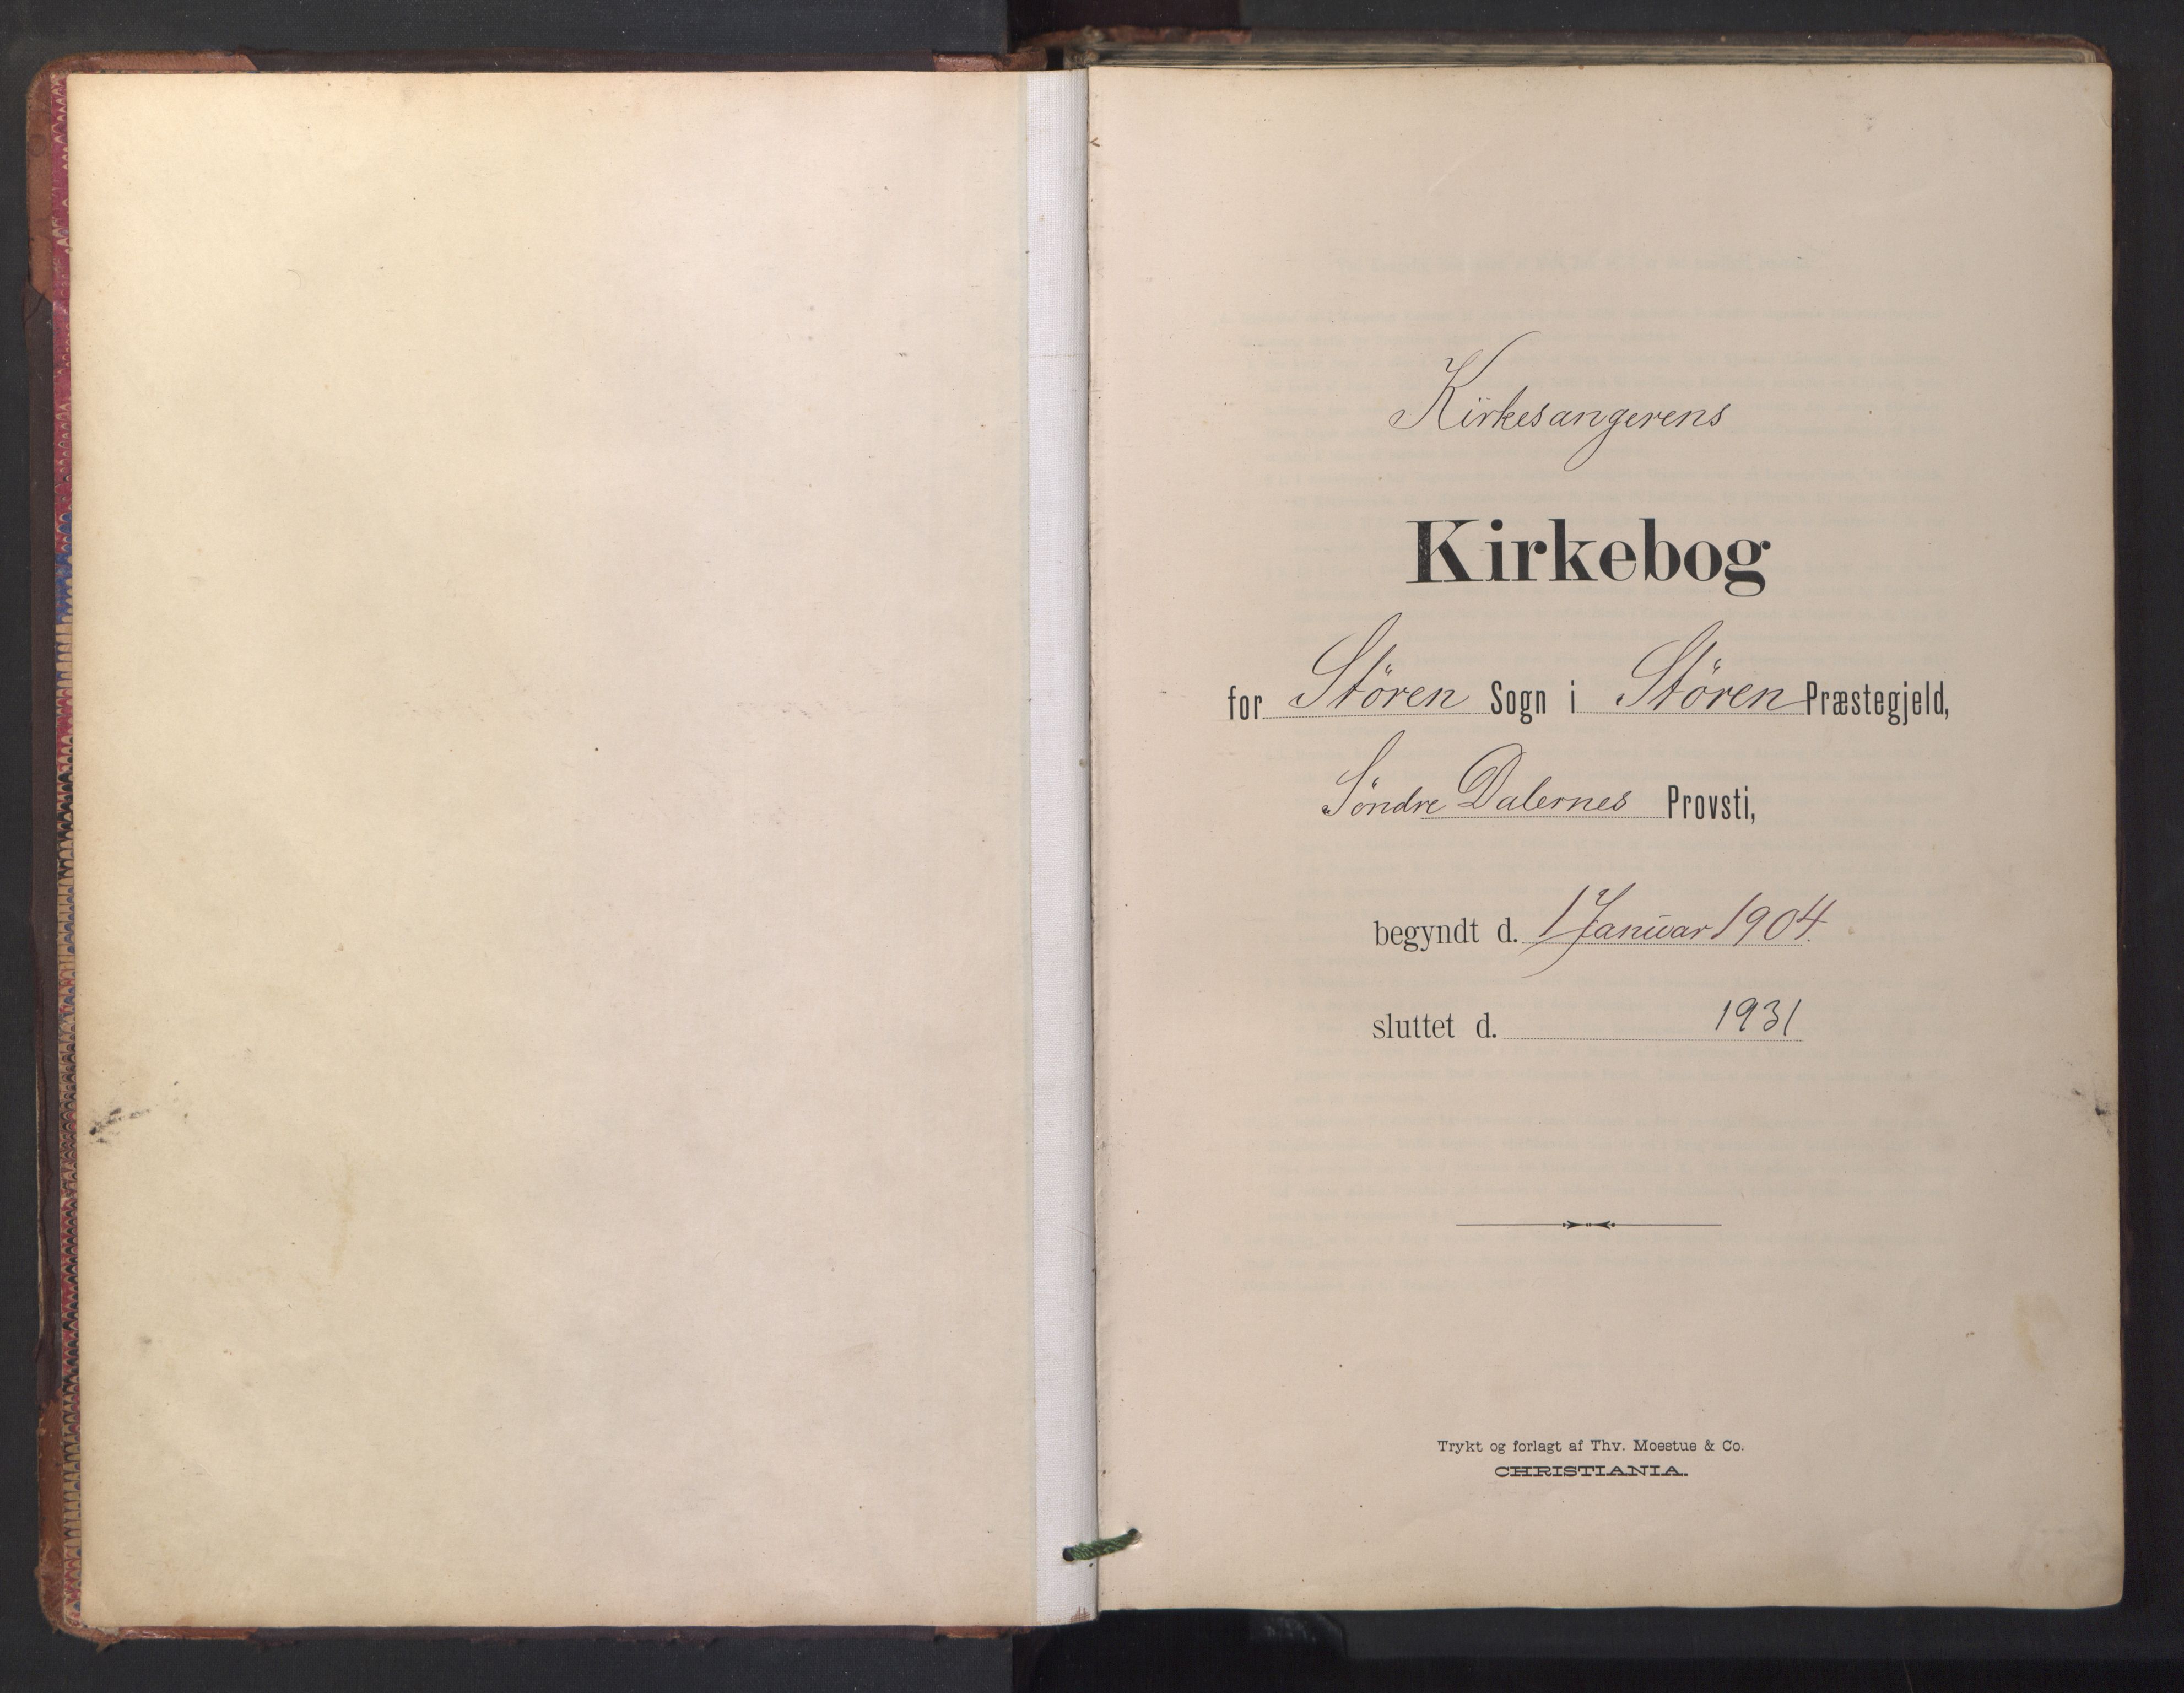 Kirkesangerens
Kirkebog
for Stören Sogn i Stören Præstegjeld,
Söndre Dalernes Provsti,
begyndt d. 1 Januar 1904.
sluttet d. 1931
Trykt og forlagt af Thv. Moestue & Co.
CHRISTIANIA.